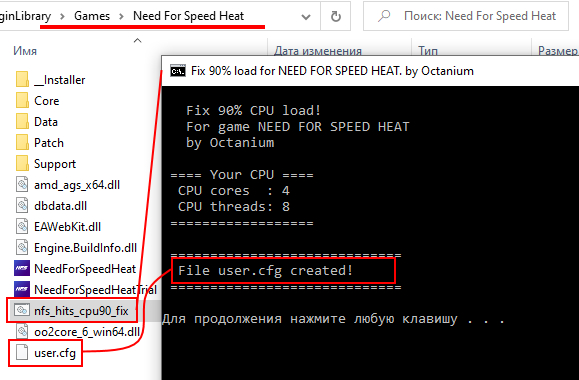 ginLibrary > Games > Need For Speed Heat
Поиск: Need For Speed Heat
Имя
Дата изменения
Тип
Размер
__Installer
Core
Data
Patch
Support
amd_ags_x64.dll
dbdata.dll
EAWebKit.dll
Engine.BuildInfo.dll
NeedForSpeedHeat
NeedForSpeedHeatTrial
nfs_hits_cpu90_fix
oo2core_6_win64.dll
user.cfg
C:\.
Fix 90% load for NEED FOR SPEED HEAT. by Octanium
Fix 90% CPU load!
For game NEED FOR SPEED HEAT
by Octanium
==== Your CPU ====
CPU cores  : 4
CPU threads: 8
==================
=============================
File user.cfg created!
=============================
Для продолжения нажмите любую клавишу . . .